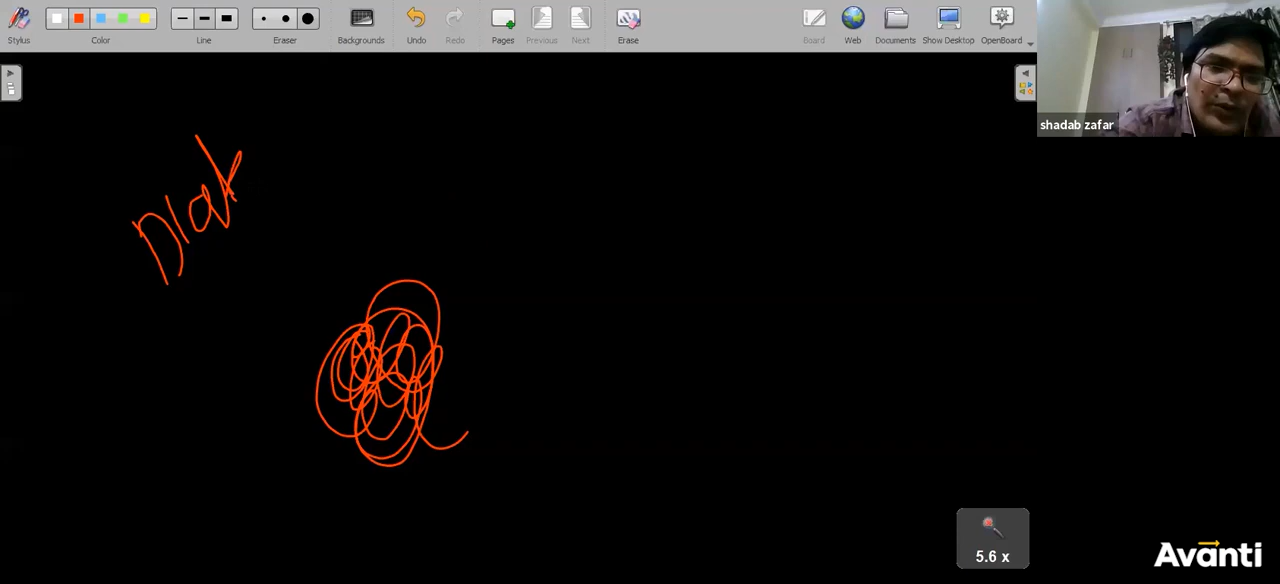 Stylus
Color
Line
Eraser
Backgrounds
Undo
Redo
Pages
Previous
Next
Erase
Board
Web
Documents
Show Desktop
OpenBoard
shadab zafar
5.6 x
Avanti